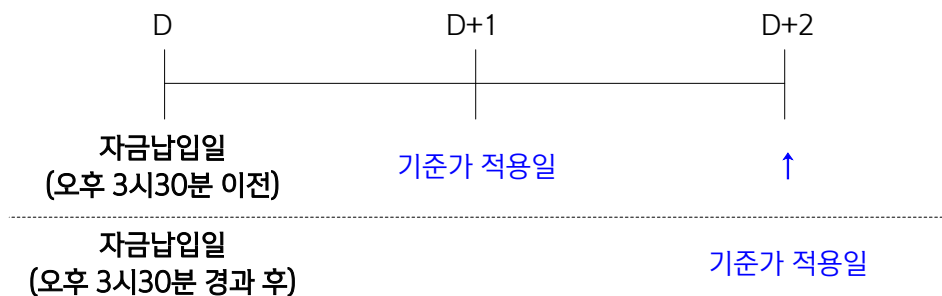 D D+1 D+2
자금납입일
(오후 3시30분 이전)
기준가 적용일
↑
자금납입일
(오후 3시30분 경과 후)
기준가 적용일